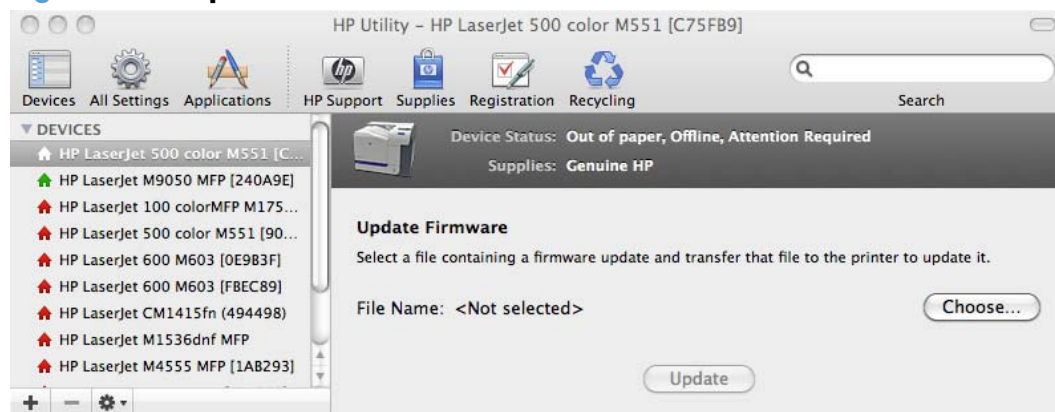 HP Utility – HP LaserJet 500 color M551 [C75FB9]
Devices All Settings Applications HP Support Supplies Registration Recycling Search
DEVICES
HP LaserJet 500 color M551 [C...
HP LaserJet M9050 MFP [240A9E]
HP LaserJet 100 colorMFP M175...
HP LaserJet 500 color M551 [90...
HP LaserJet 600 M603 [0E9B3F]
HP LaserJet 600 M603 [FBEC89]
HP LaserJet CM1415fn (494498)
HP LaserJet M1536dnf MFP
HP LaserJet M4555 MFP [1AB293]
Device Status: Out of paper, Offline, Attention Required
Supplies: Genuine HP
Update Firmware
Select a file containing a firmware update and transfer that file to the printer to update it.
File Name: <Not selected>
Choose...
Update